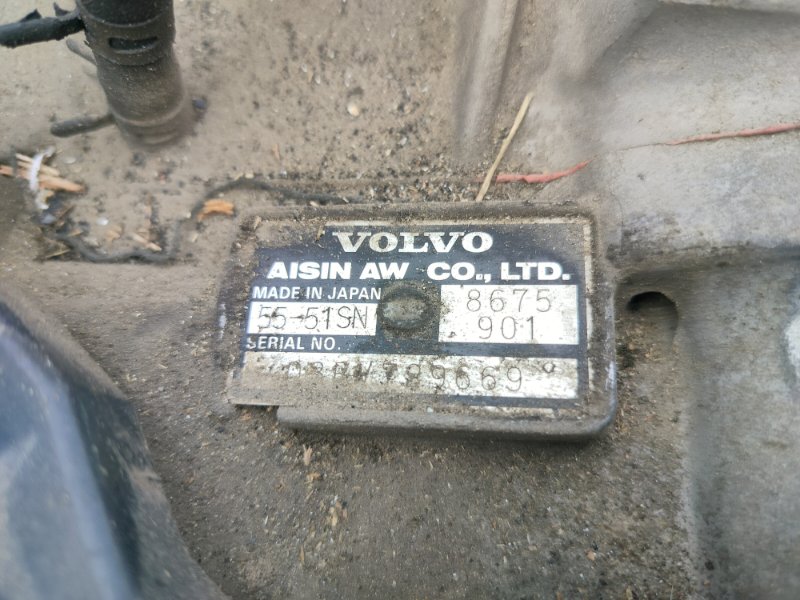 VOLVO
AISIN AW CO., LTD.
MADE IN JAPAN
55-51SN
8675
901
SERIAL NO.